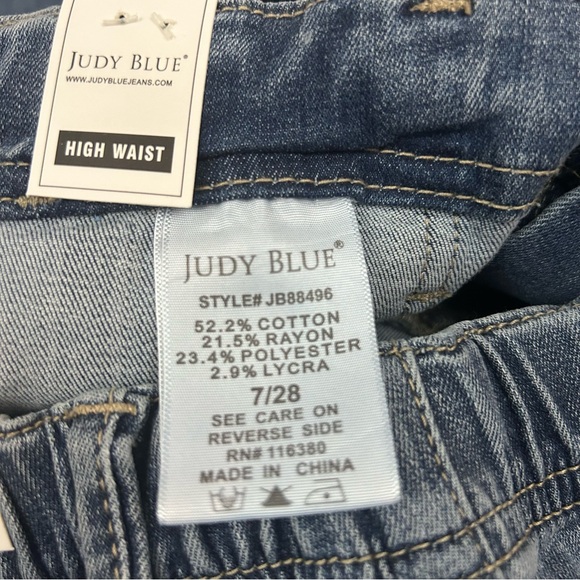 JUDY BLUE®
WWW.JUDYBLUEJEANS.COM
HIGH WAIST
JUDY BLUE®
STYLE# JB88496
52.2% COTTON
21.5% RAYON
23.4% POLYESTER
2.9% LYCRA
7/28
SEE CARE ON
REVERSE SIDE
RN# 116380
MADE IN CHINA